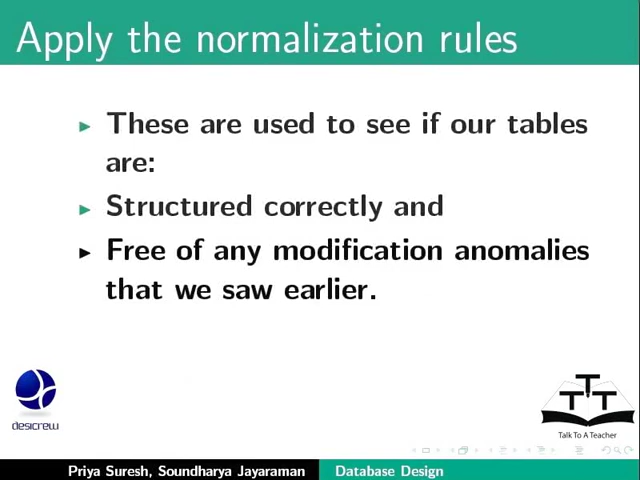 Apply the normalization rules
These are used to see if our tables
are:
Structured correctly and
Free of any modification anomalies
that we saw earlier.
desicrew
TTT
Talk To A Teacher
Priya Suresh, Soundharya Jayaraman Database Design